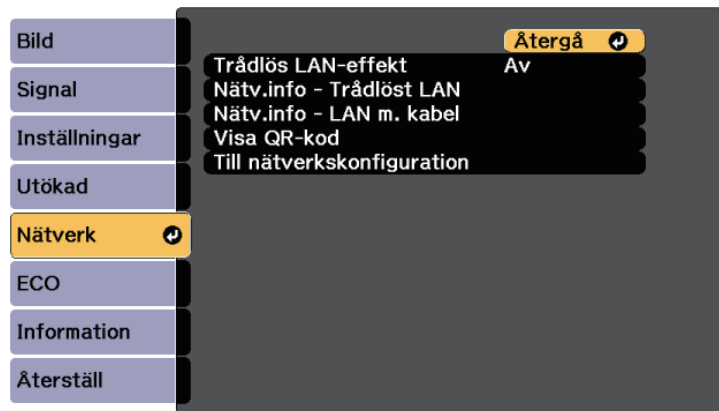 Bild
Signal
Inställningar
Utökad
Nätverk
ECO
Information
Återställ
Återgå
Trådlös LAN-effekt Av
Nätv.info - Trådlöst LAN
Nätv.info - LAN m. kabel
Visa QR-kod
Till nätverkskonfiguration